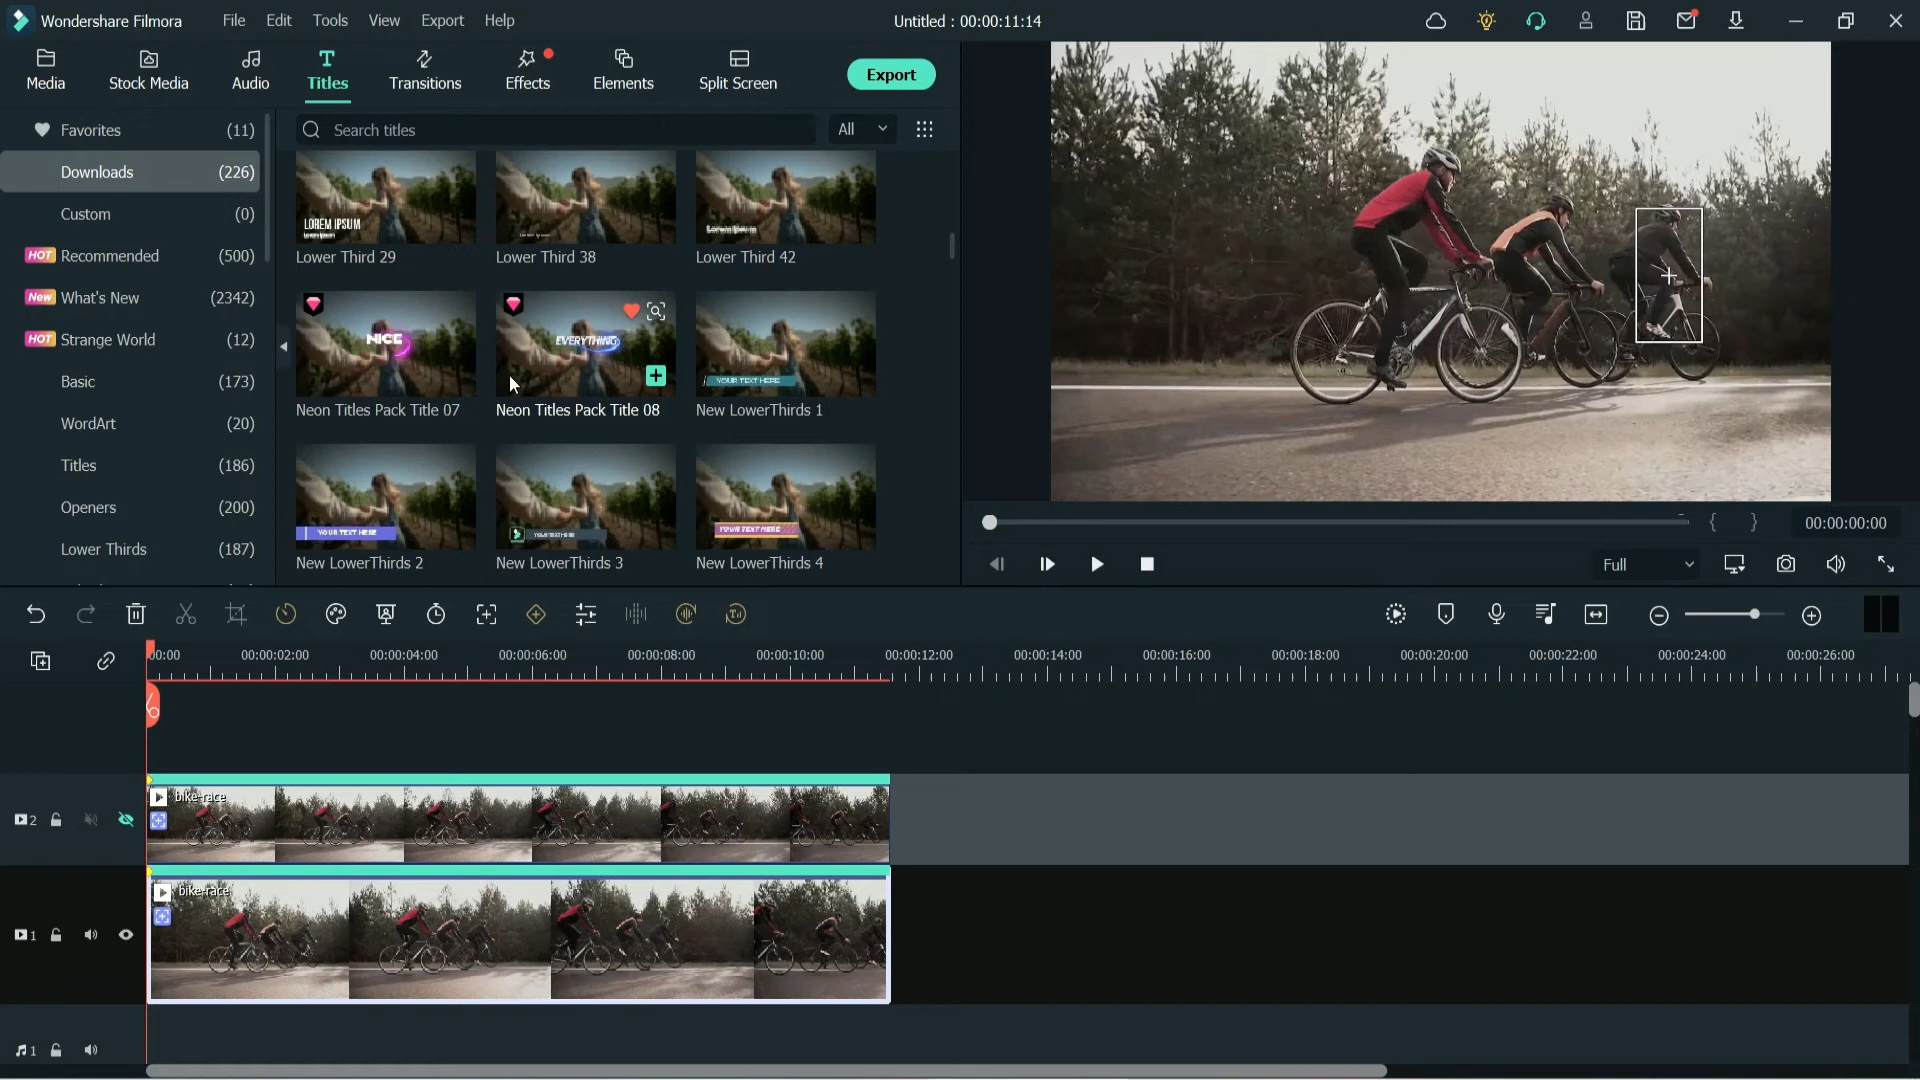 Wondershare Filmora
File Edit Tools View Export Help
Untitled : 00:00:11:14
Media
Stock Media
Audio
Titles
Transitions
Effects
Elements
Split Screen
Export
Favorites (11)
Downloads (226)
Custom (0)
HOT Recommended (500)
New What's New (2342)
HOT Strange World (12)
Basic (173)
WordArt (20)
Titles (186)
Openers (200)
Lower Thirds (187)
Search titles
All
LOREM IPSUM
Lower Third 29
Lower Third 38
Lower Third 42
NICE
EVERYTHING
YOUR TEXT HERE
Neon Titles Pack Title 07
Neon Titles Pack Title 08
New LowerThirds 1
YOUR TEXT HERE
YOUR TEXT HERE
YOUR TEXT HERE
New LowerThirds 2
New LowerThirds 3
New LowerThirds 4
{ }
00:00:00:00
Full
00:00
00:00:02:00
00:00:04:00
00:00:06:00
00:00:08:00
00:00:10:00
00:00:12:00
00:00:14:00
00:00:16:00
00:00:18:00
00:00:20:00
00:00:22:00
00:00:24:00
00:00:26:00
2
bike-race
1
bike-race
1